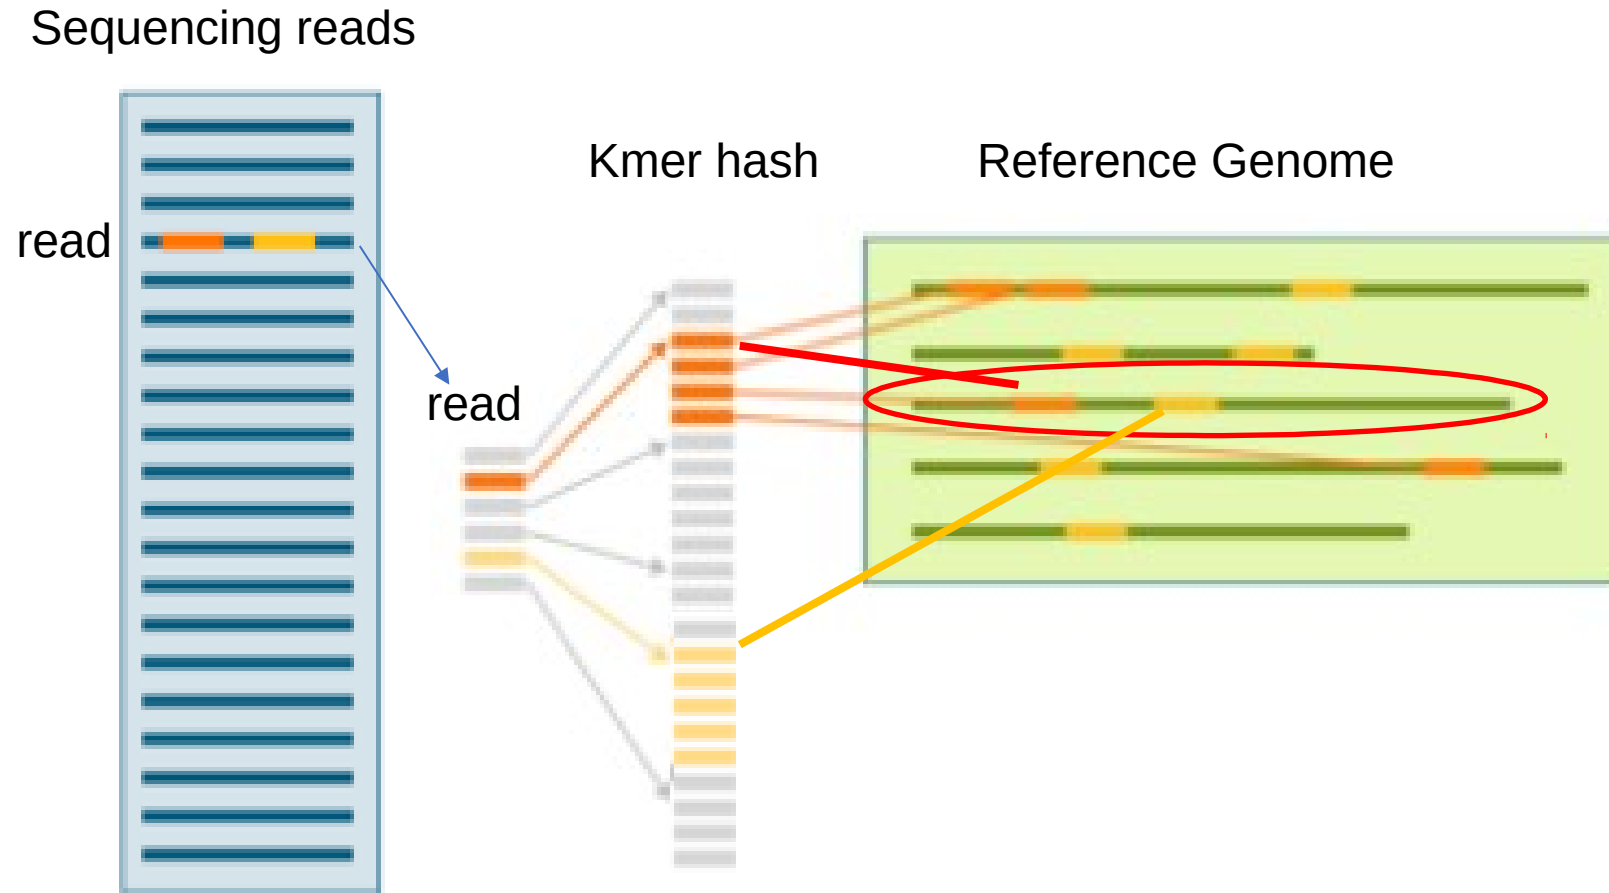 Sequencing reads
Kmer hash
Reference Genome
read
read